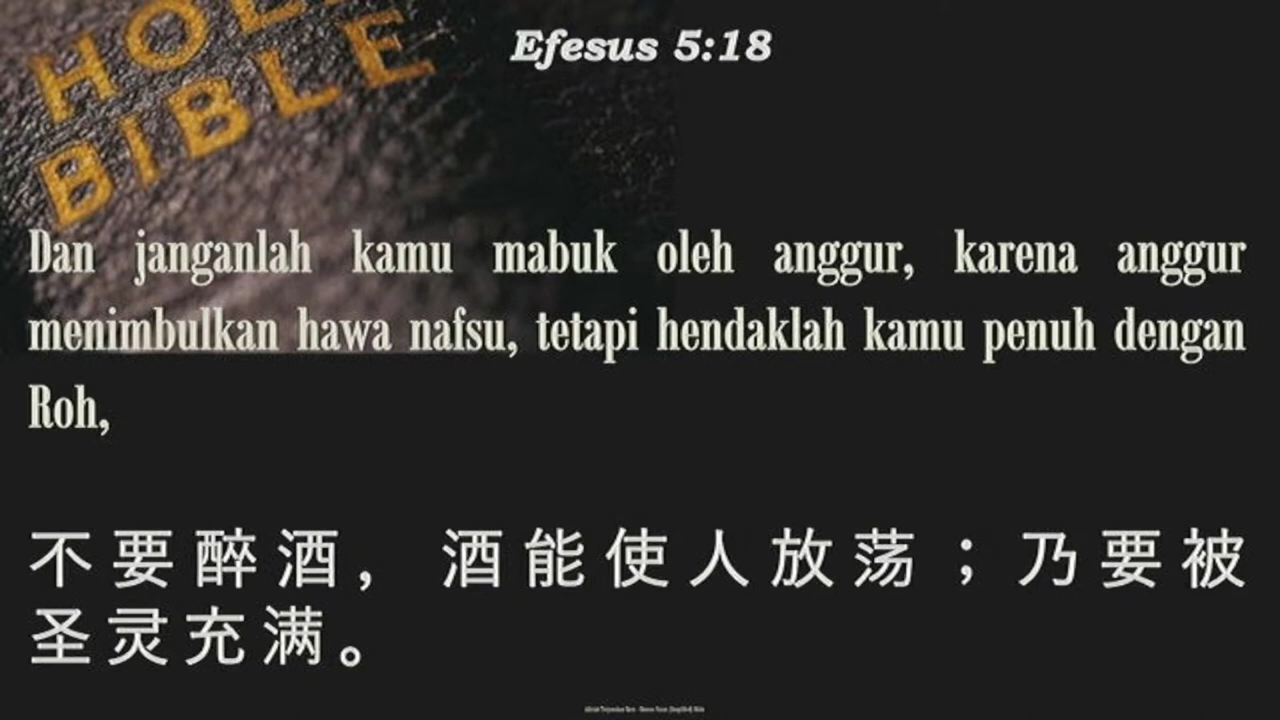 HOL
BIBLE
Efesus 5:18
Dan janganlah kamu mabuk oleh anggur, karena anggur
menimbulkan hawa nafsu, tetapi hendaklah kamu penuh dengan
Roh,
不要醉酒， 酒能使人放荡；乃要被
圣灵充满。